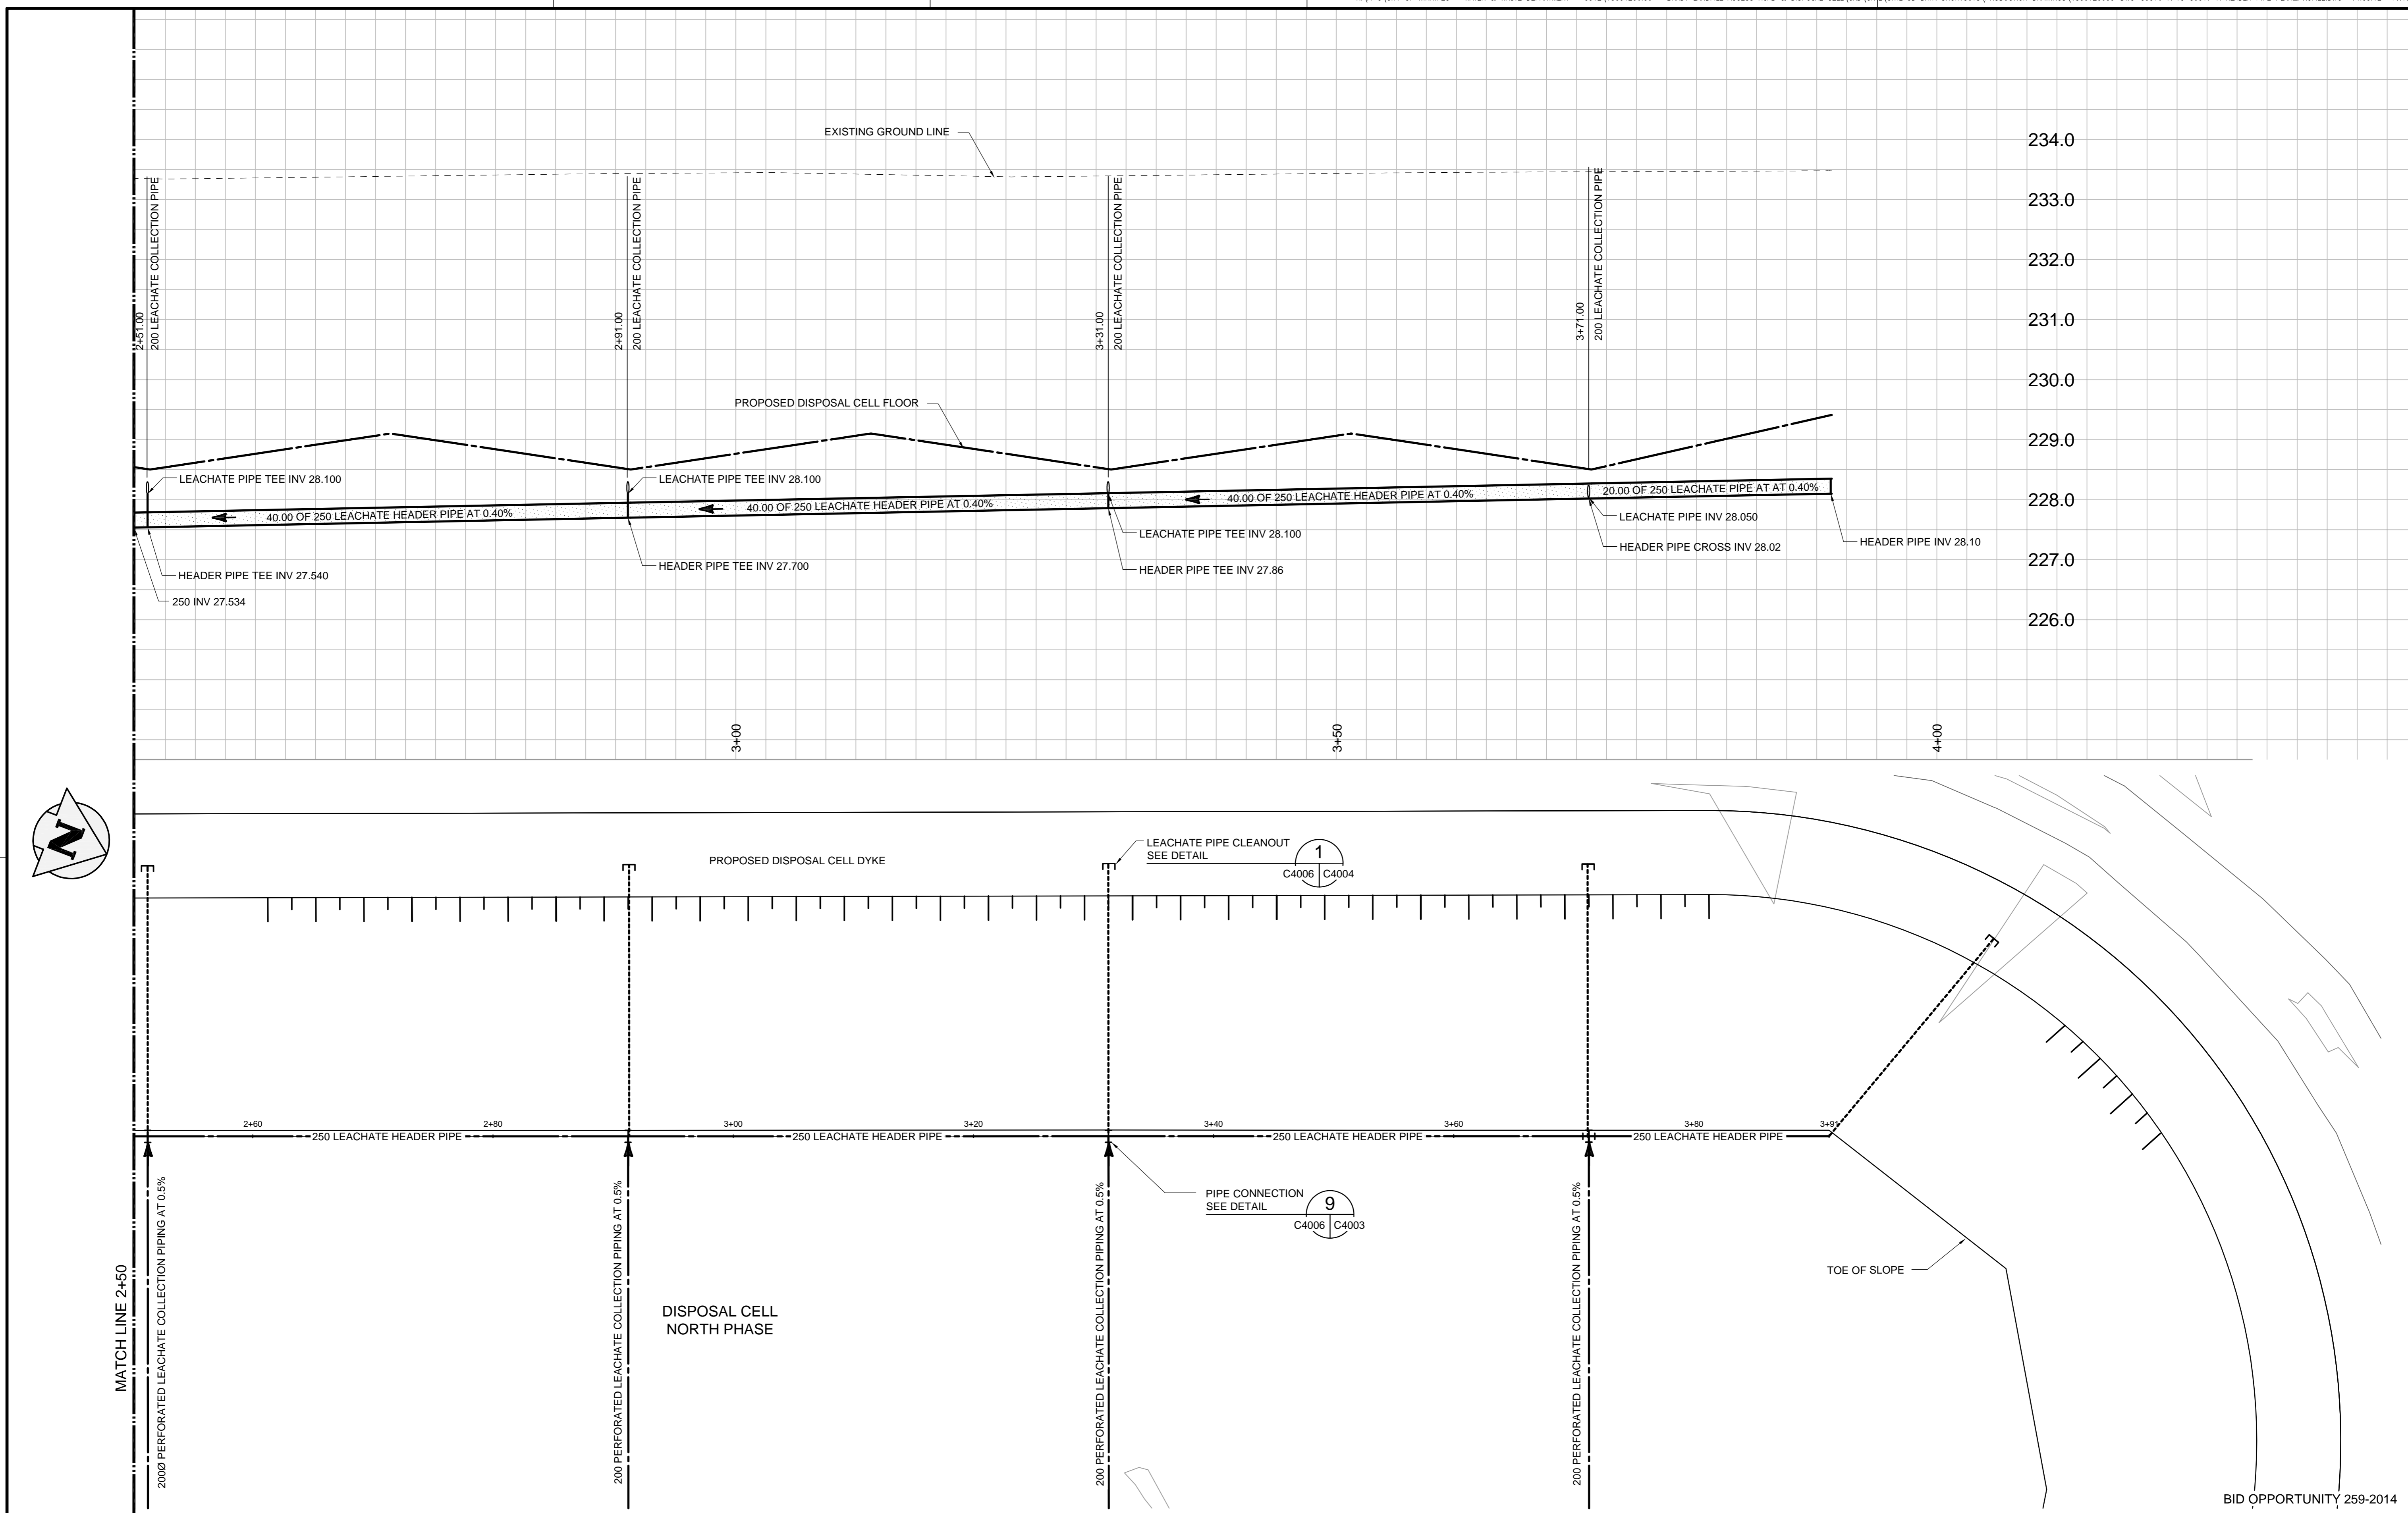 EXISTING GROUND LINE
234.0
233.0
232.0
231.0
230.0
229.0
228.0
227.0
226.0
2+51.00
200 LEACHATE COLLECTION PIPE
2+91.00
200 LEACHATE COLLECTION PIPE
3+31.00
200 LEACHATE COLLECTION PIPE
3+71.00
200 LEACHATE COLLECTION PIPE
PROPOSED DISPOSAL CELL FLOOR
LEACHATE PIPE TEE INV 28.100
LEACHATE PIPE TEE INV 28.100
40.00 OF 250 LEACHATE HEADER PIPE AT 0.40%
40.00 OF 250 LEACHATE HEADER PIPE AT 0.40%
40.00 OF 250 LEACHATE HEADER PIPE AT 0.40%
20.00 OF 250 LEACHATE PIPE AT AT 0.40%
LEACHATE PIPE INV 28.050
LEACHATE PIPE TEE INV 28.100
HEADER PIPE INV 28.10
HEADER PIPE CROSS INV 28.02
HEADER PIPE TEE INV 27.540
HEADER PIPE TEE INV 27.700
HEADER PIPE TEE INV 27.86
250 INV 27.534
3+00
3+50
4+00
N
LEACHATE PIPE CLEANOUT
SEE DETAIL
1
C4006
C4004
PROPOSED DISPOSAL CELL DYKE
2+60
2+80
3+00
3+20
3+40
3+60
3+80
3+91
250 LEACHATE HEADER PIPE
250 LEACHATE HEADER PIPE
250 LEACHATE HEADER PIPE
250 LEACHATE HEADER PIPE
PIPE CONNECTION
SEE DETAIL
9
C4006
C4003
MATCH LINE 2+50
200Ø PERFORATED LEACHATE COLLECTION PIPING AT 0.5%
200 PERFORATED LEACHATE COLLECTION PIPING AT 0.5%
200 PERFORATED LEACHATE COLLECTION PIPING AT 0.5%
200 PERFORATED LEACHATE COLLECTION PIPING AT 0.5%
TOE OF SLOPE
DISPOSAL CELL
NORTH PHASE
BID OPPORTUNITY 259-2014